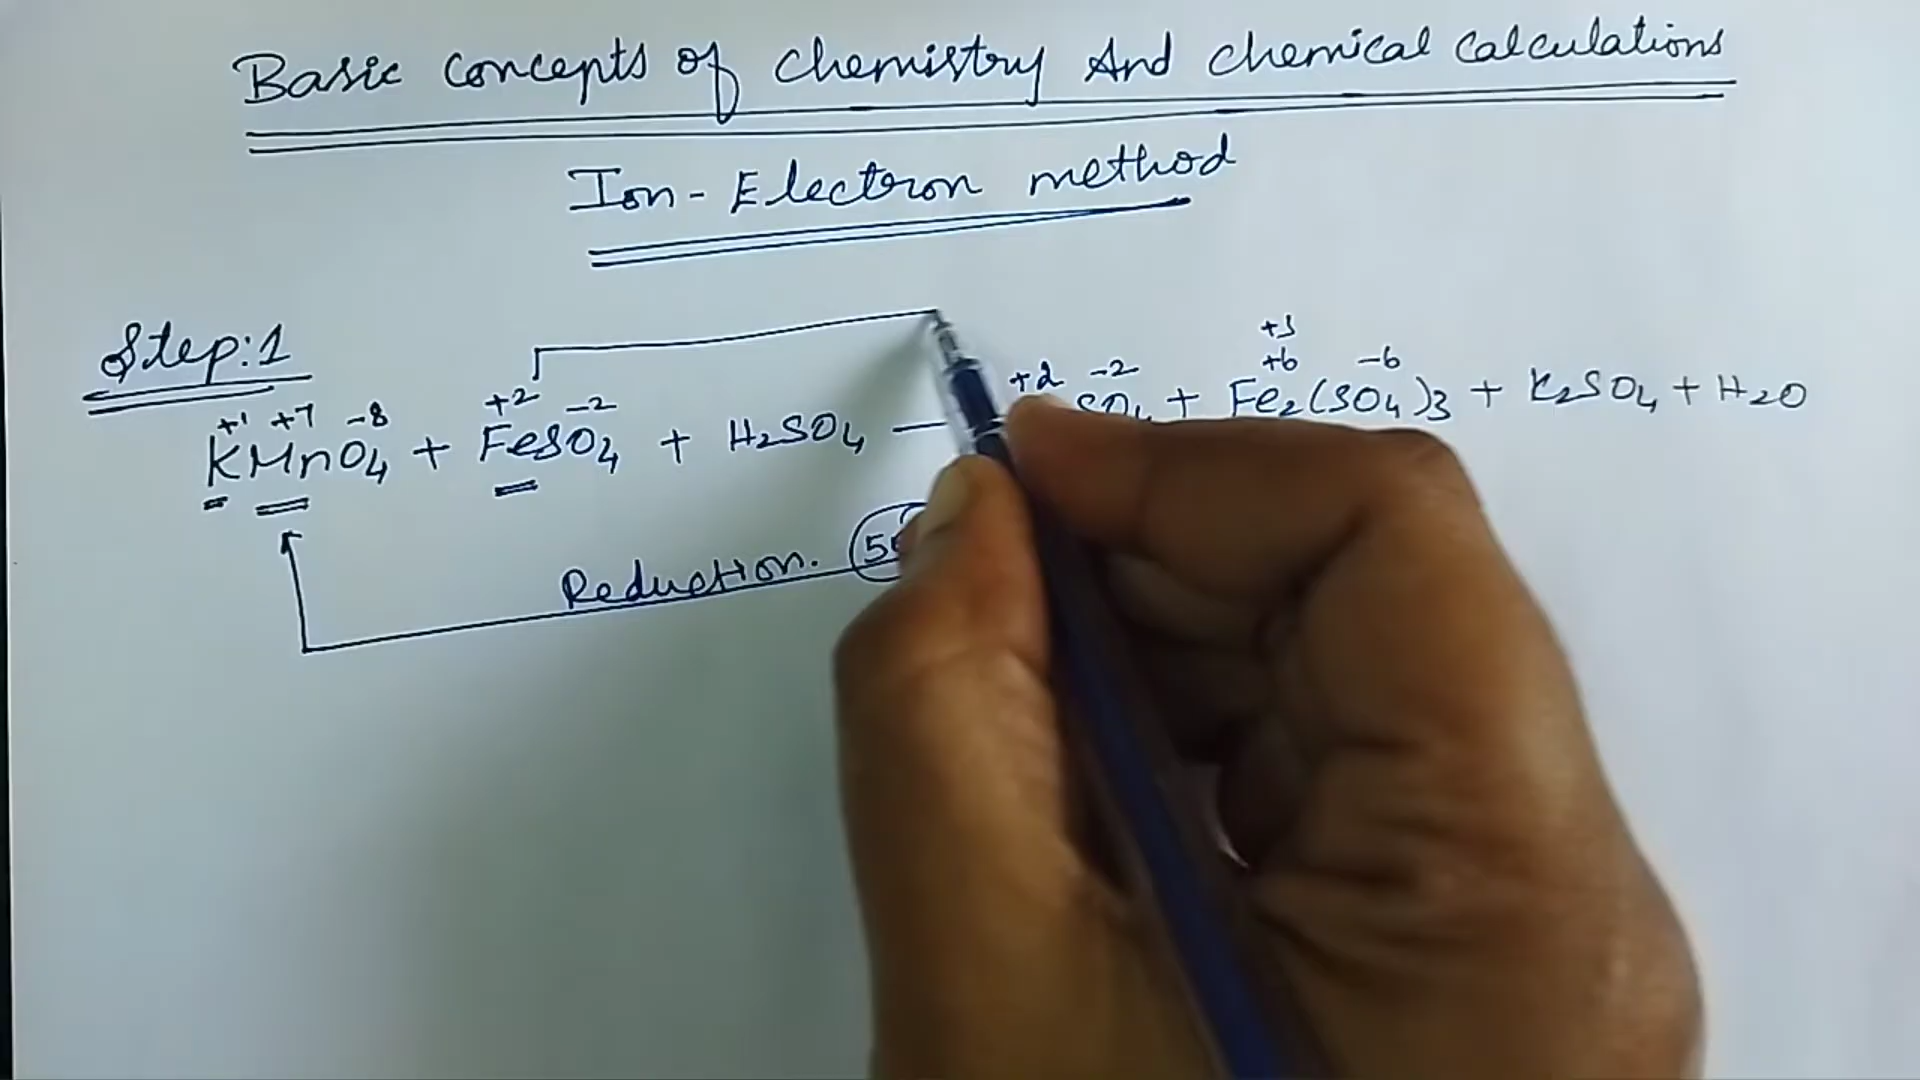 Basic concepts of chemistry And chemical calculations
Ion-Electron method
Step:1
+1 +7 -8 +2 -2 +2 -2 +3 +6 -6
KMnO4 + FeSO4 + H2SO4 — SO4 + Fe2(SO4)3 + K2SO4 + H2O
Reduction. 5e